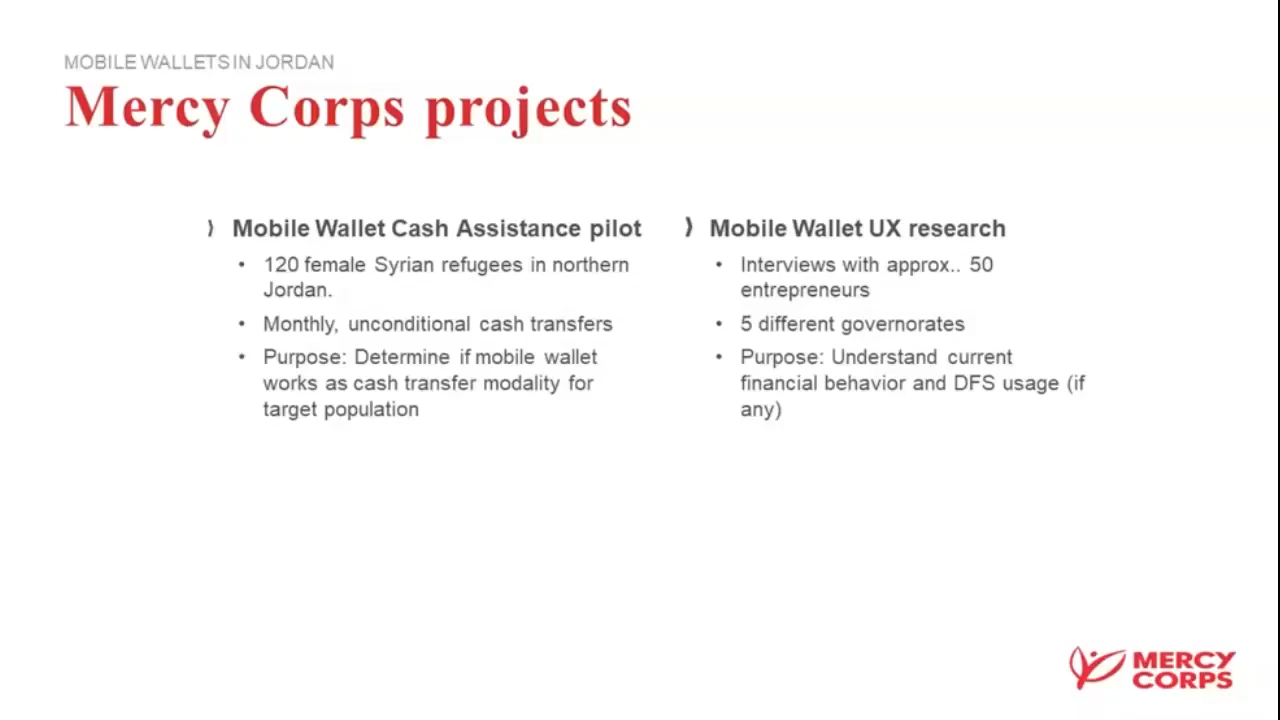 MOBILE WALLETS IN JORDAN
Mercy Corps projects
Mobile Wallet Cash Assistance pilot
• 120 female Syrian refugees in northern
Jordan.
• Monthly, unconditional cash transfers
• Purpose: Determine if mobile wallet
works as cash transfer modality for
target population
Mobile Wallet UX research
• Interviews with approx.. 50
entrepreneurs
• 5 different governorates
• Purpose: Understand current
financial behavior and DFS usage (if
any)
MERCY
CORPS